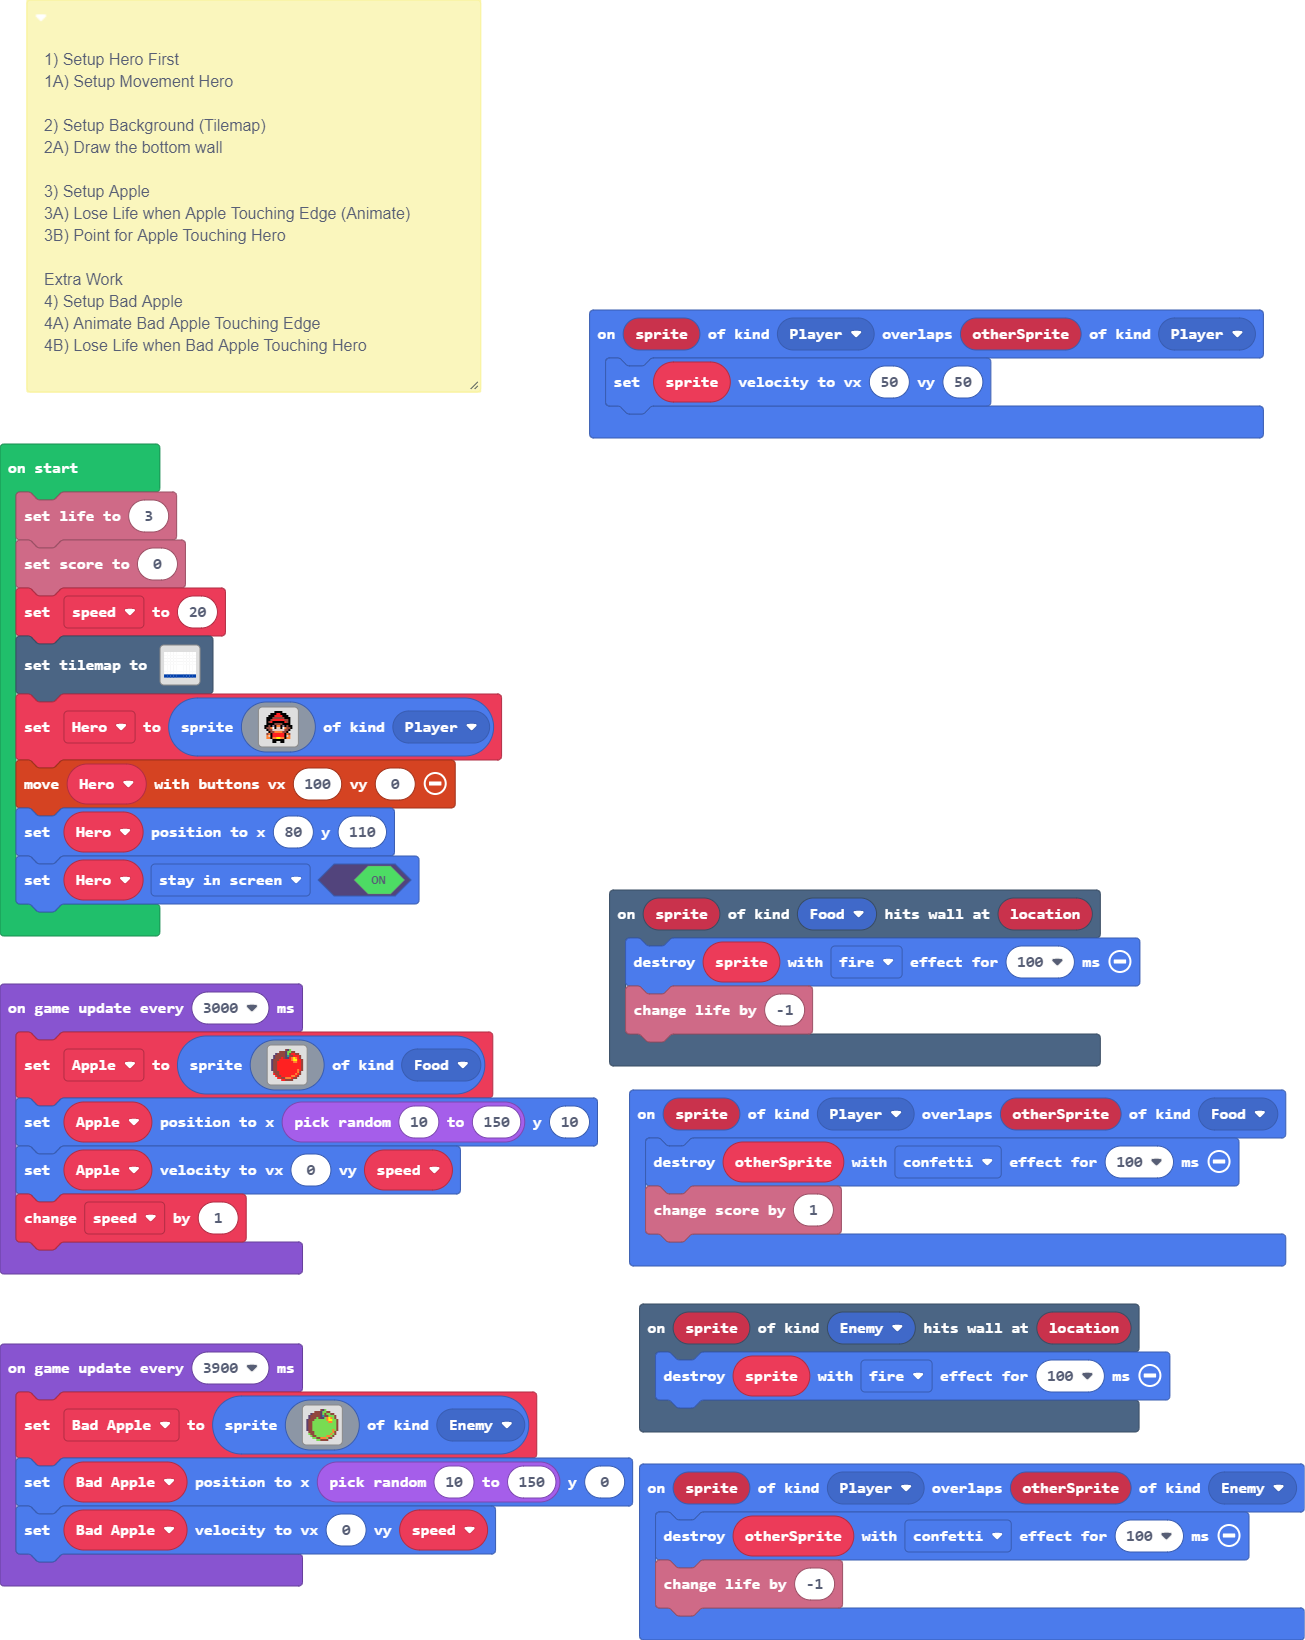 1) Setup Hero First
1A) Setup Movement Hero
2) Setup Background (Tilemap)
2A) Draw the bottom wall
3) Setup Apple
3A) Lose Life when Apple Touching Edge (Animate)
3B) Point for Apple Touching Hero
Extra Work
4) Setup Bad Apple
4A) Animate Bad Apple Touching Edge
4B) Lose Life when Bad Apple Touching Hero
on sprite of kind Player overlaps otherSprite of kind Player
set sprite velocity to vx 50 vy 50
on start
set life to 3
set score to 0
set speed to 20
set tilemap to
set Hero to sprite of kind Player
move Hero with buttons vx 100 vy 0
set Hero position to x 80 y 110
set Hero stay in screen ON
on game update every 3000 ms
set Apple to sprite of kind Food
set Apple position to x pick random 10 to 150 y 10
set Apple velocity to vx 0 vy speed
change speed by 1
on game update every 3900 ms
set Bad Apple to sprite of kind Enemy
set Bad Apple position to x pick random 10 to 150 y 0
set Bad Apple velocity to vx 0 vy speed
on sprite of kind Food hits wall at location
destroy sprite with fire effect for 100 ms
change life by -1
on sprite of kind Player overlaps otherSprite of kind Food
destroy otherSprite with confetti effect for 100 ms
change score by 1
on sprite of kind Enemy hits wall at location
destroy sprite with fire effect for 100 ms
on sprite of kind Player overlaps otherSprite of kind Enemy
destroy otherSprite with confetti effect for 100 ms
change life by -1